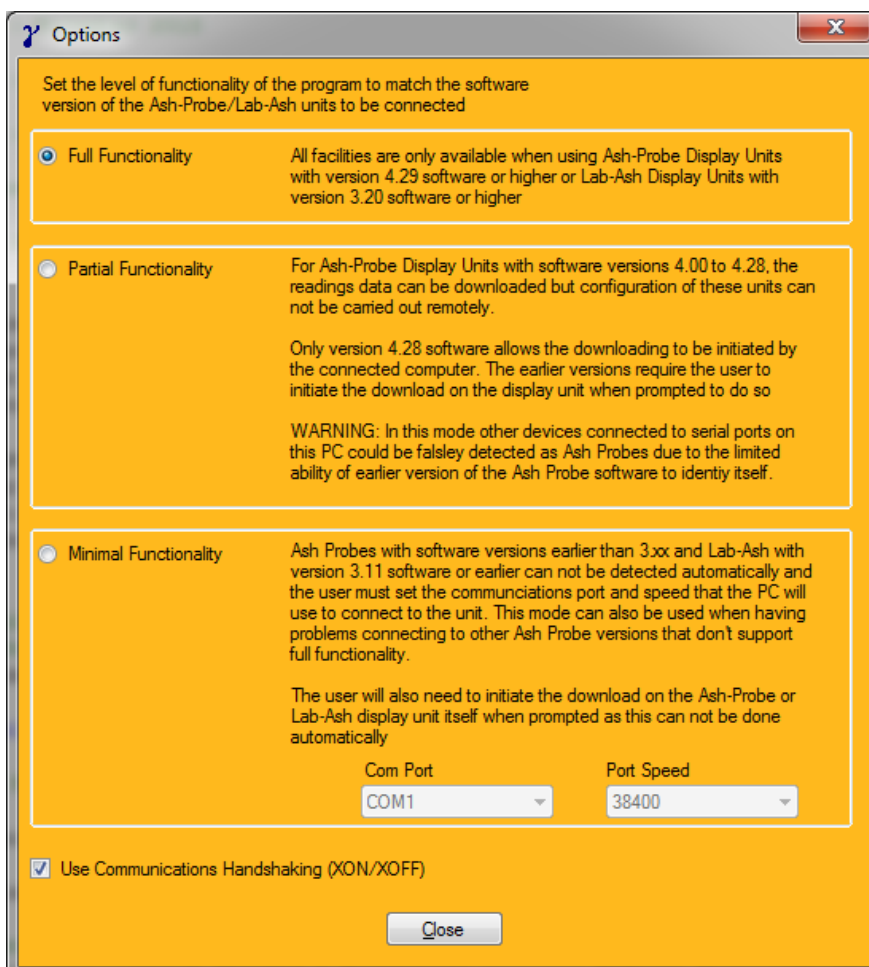 γ Options
Set the level of functionality of the program to match the software
version of the Ash-Probe/Lab-Ash units to be connected
Full Functionality
All facilities are only available when using Ash-Probe Display Units
with version 4.29 software or higher or Lab-Ash Display Units with
version 3.20 software or higher
Partial Functionality
For Ash-Probe Display Units with software versions 4.00 to 4.28, the
readings data can be downloaded but configuration of these units can
not be carried out remotely.
Only version 4.28 software allows the downloading to be initiated by
the connected computer. The earlier versions require the user to
initiate the download on the display unit when prompted to do so
WARNING: In this mode other devices connected to serial ports on
this PC could be falsley detected as Ash Probes due to the limited
ability of earlier version of the Ash Probe software to identiy itself.
Minimal Functionality
Ash Probes with software versions earlier than 3.xx and Lab-Ash with
version 3.11 software or earlier can not be detected automatically and
the user must set the communciations port and speed that the PC will
use to connect to the unit. This mode can also be used when having
problems connecting to other Ash Probe versions that don't support
full functionality.
The user will also need to initiate the download on the Ash-Probe or
Lab-Ash display unit itself when prompted as this can not be done
automatically
Com Port
Port Speed
COM1
38400
Use Communications Handshaking (XON/XOFF)
Close